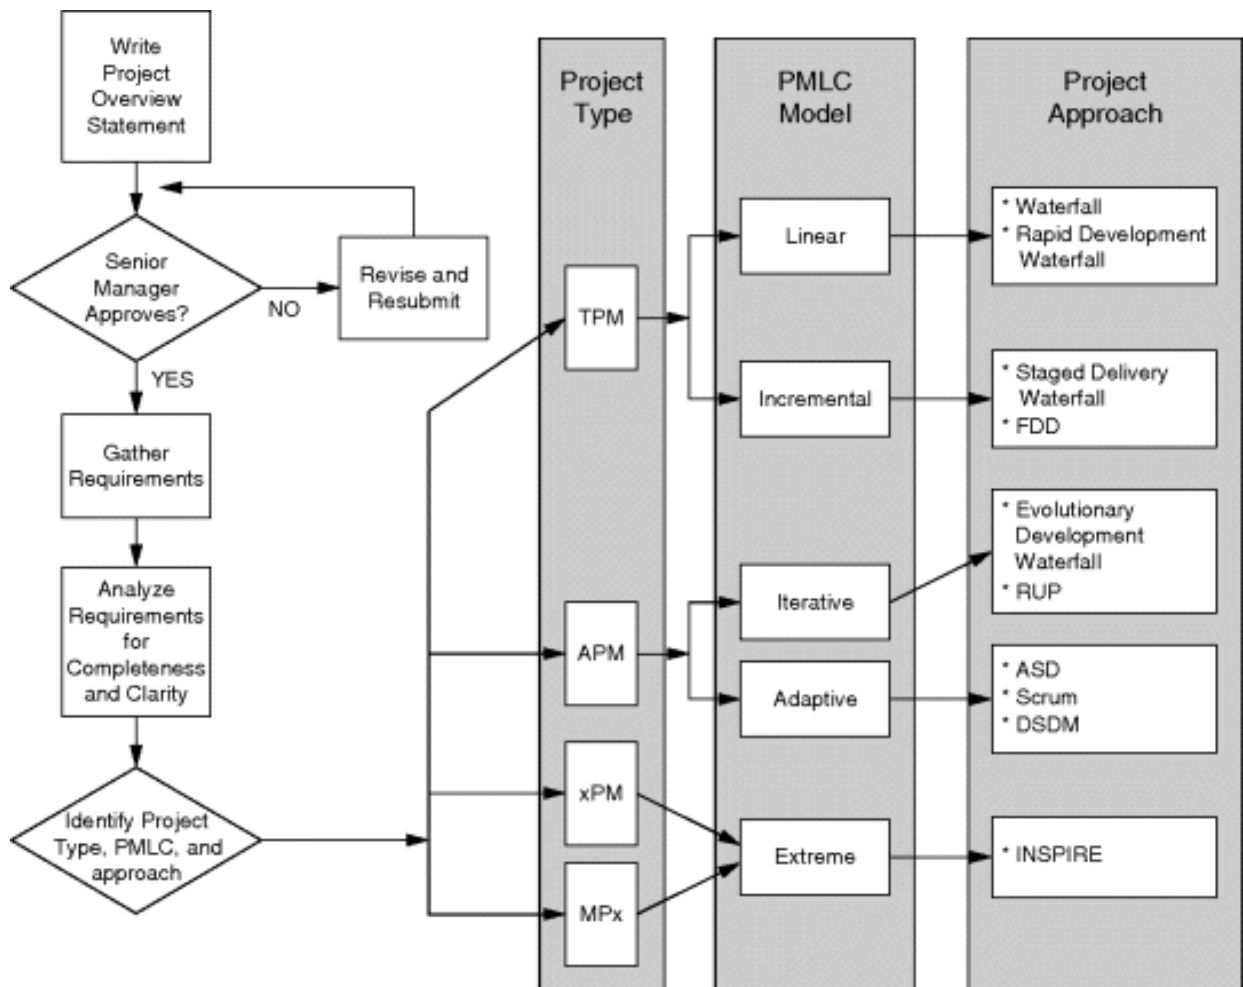 Write
Project
Overview
Statement
Senior
Manager
Approves?
NO
Revise and
Resubmit
YES
Gather
Requirements
Analyze
Requirements
for
Completeness
and Clarity
Identify Project
Type, PMLC, and
approach
Project
Type
TPM
APM
xPM
MPx
PMLC
Model
Linear
Incremental
Iterative
Adaptive
Extreme
Project
Approach
* Waterfall
* Rapid Development
Waterfall
* Staged Delivery
Waterfall
* FDD
* Evolutionary
Development
Waterfall
* RUP
* ASD
* Scrum
* DSDM
* INSPIRE